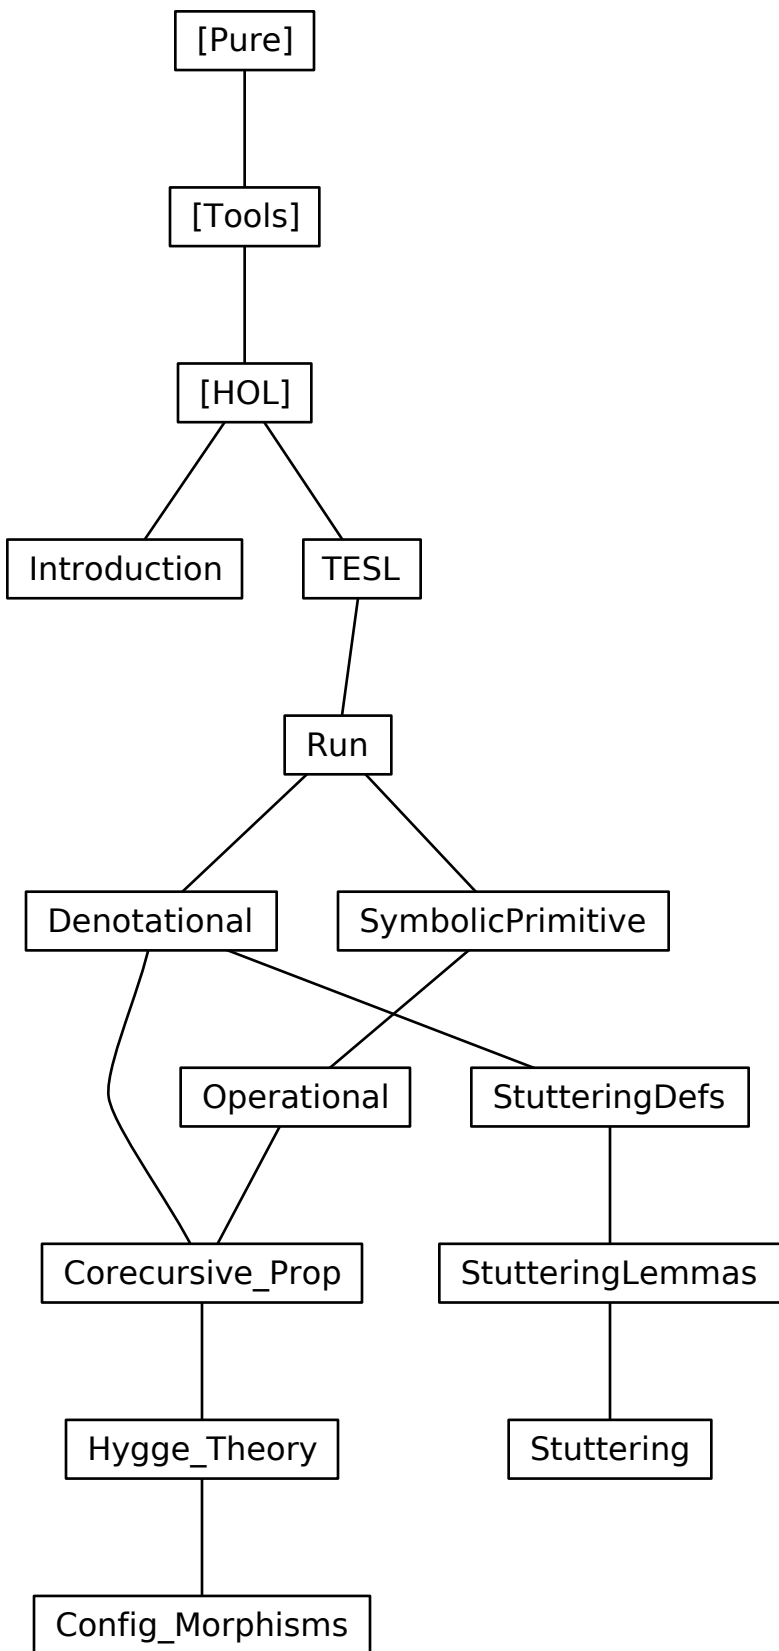 [Pure]
[Tools]
[HOL]
Introduction
TESL
Run
Denotational
SymbolicPrimitive
Operational
StutteringDefs
Corecursive_Prop
StutteringLemmas
Hygge_Theory
Stuttering
Config_Morphisms